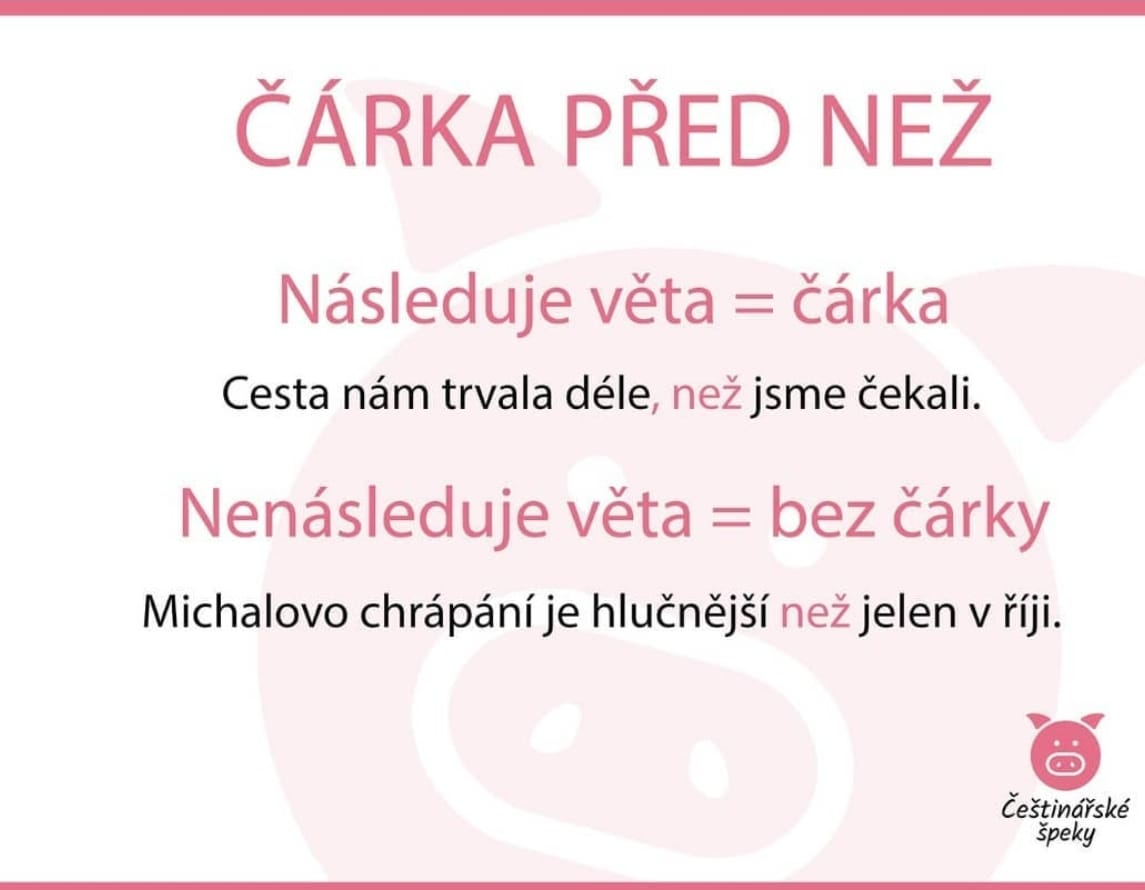 ČÁRKA PŘED NEŽ
Následuje věta = čárka
Cesta nám trvala déle, než jsme čekali.
Nenásleduje věta = bez čárky
Michalovo chrápání je hlučnější než jelen v říji.
Češtinářské
špeky